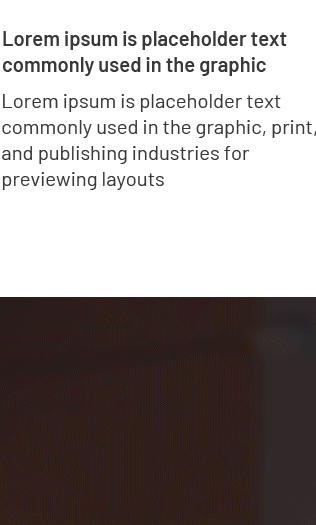 Lorem ipsum is placeholder text
commonly used in the graphic
Lorem ipsum is placeholder text
commonly used in the graphic, print,
and publishing industries for
previewing layouts